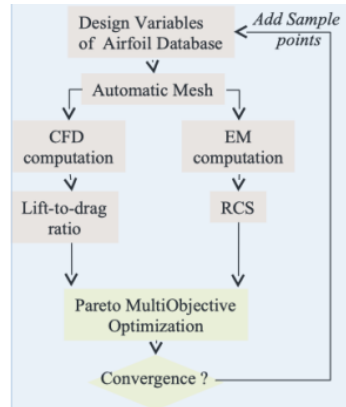 Design Variables
of Airfoil Database
Add Sample
points
Automatic Mesh
CFD
computation
EM
computation
Lift-to-drag
ratio
RCS
Pareto MultiObjective
Optimization
Convergence ?